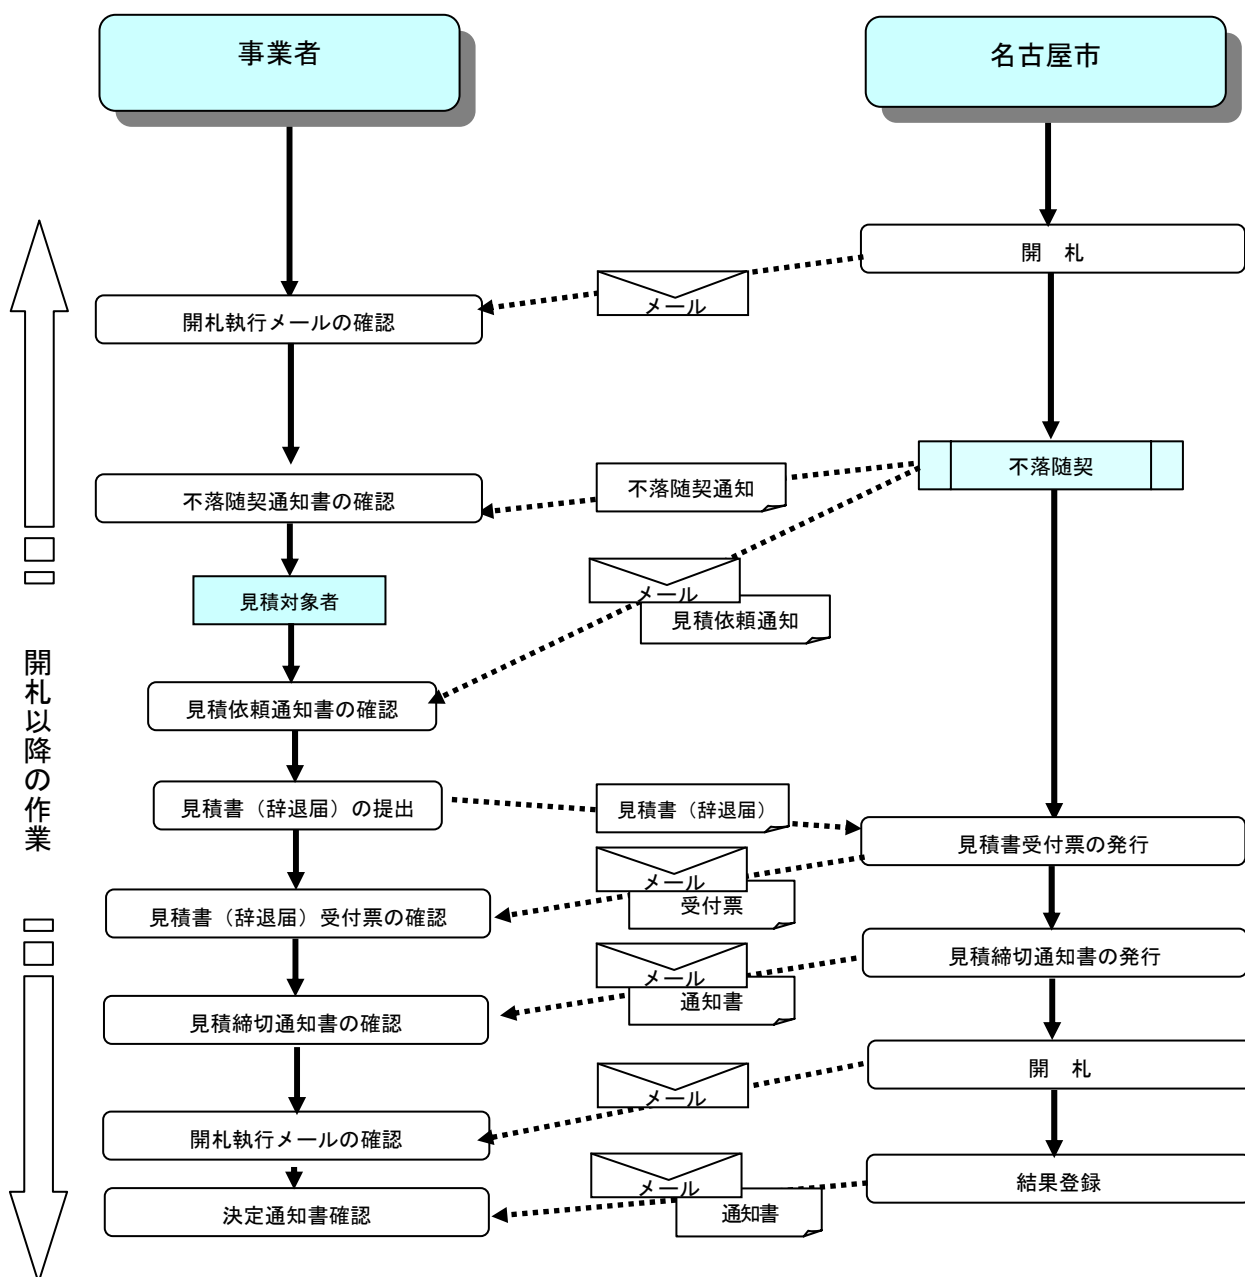 事業者
名古屋市
開　札
メール
開札執行メールの確認
不落随契
不落随契通知
不落随契通知書の確認
メール
見積対象者
見積依頼通知
見積依頼通知書の確認
開札以降の作業
見積書（辞退届）の提出
見積書（辞退届）
見積書受付票の発行
メール
受付票
見積書（辞退届）受付票の確認
見積締切通知書の発行
メール
通知書
見積締切通知書の確認
開　札
メール
開札執行メールの確認
結果登録
メール
通知書
決定通知書確認